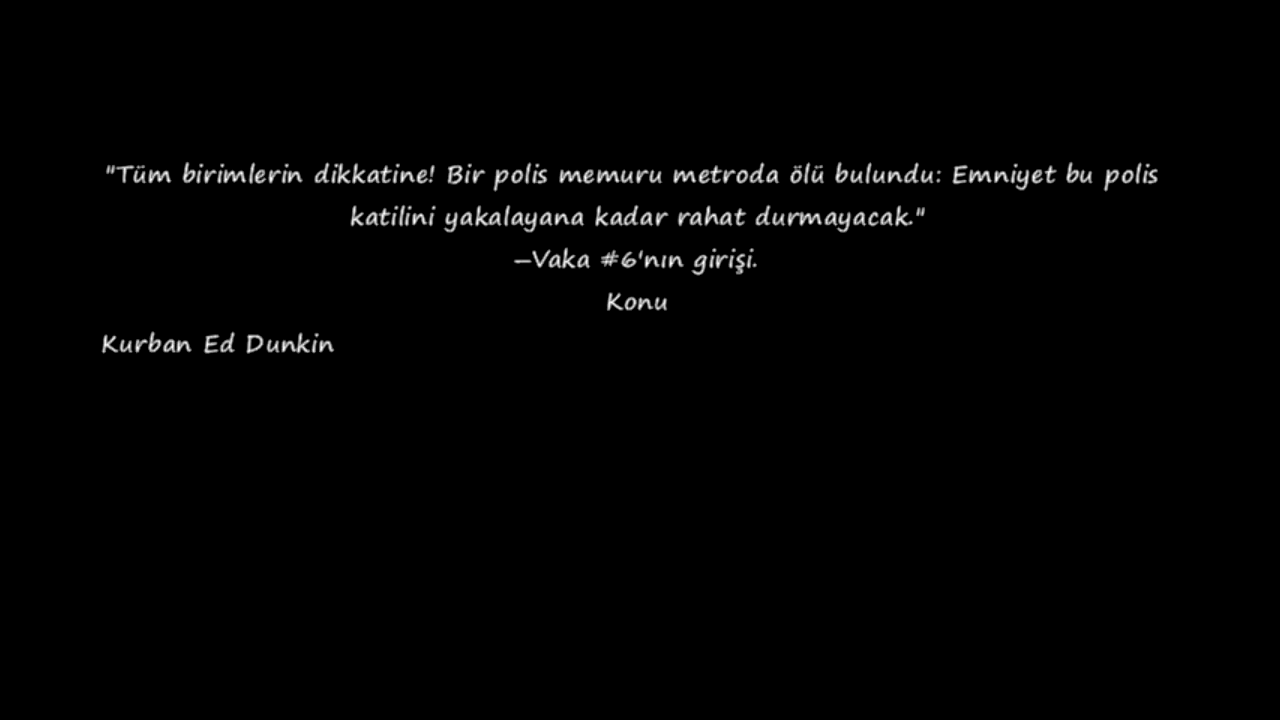 "Tüm birimlerin dikkatine! Bir polis memuru metroda ölü bulundu: Emniyet bu polis
katilini yakalayana kadar rahat durmayacak."
—Vaka #6'nın girişi.
Konu
Kurban Ed Dunkin